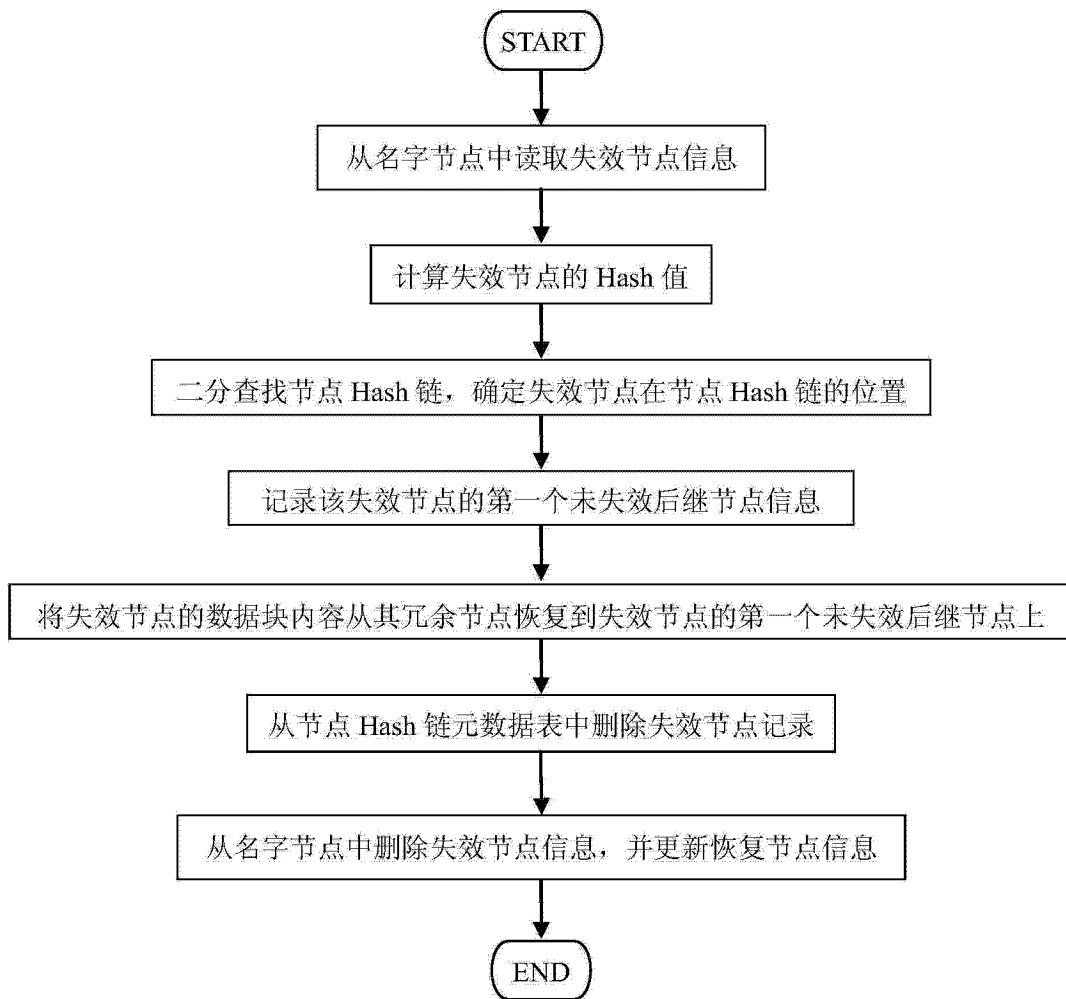 START
从名字节点中读取失效节点信息
计算失效节点的 Hash 值
二分查找节点 Hash 链，确定失效节点在节点 Hash 链的位置
记录该失效节点的第一个未失效后继节点信息
将失效节点的数据块内容从其冗余节点恢复到失效节点的第一个未失效后继节点上
从节点 Hash 链元数据表中删除失效节点记录
从名字节点中删除失效节点信息，并更新恢复节点信息
END